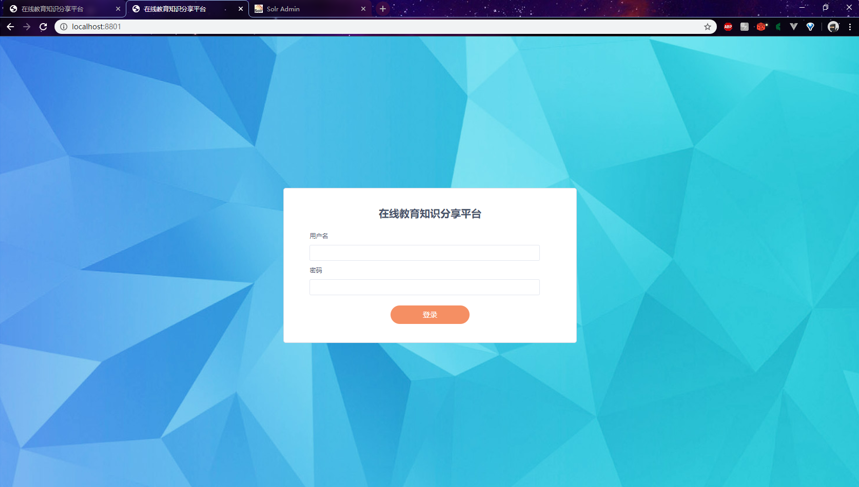 在线教育知识分享平台
在线教育知识分享平台
Solr Admin
localhost:8801
ABP
在线教育知识分享平台
用户名
密码
登录